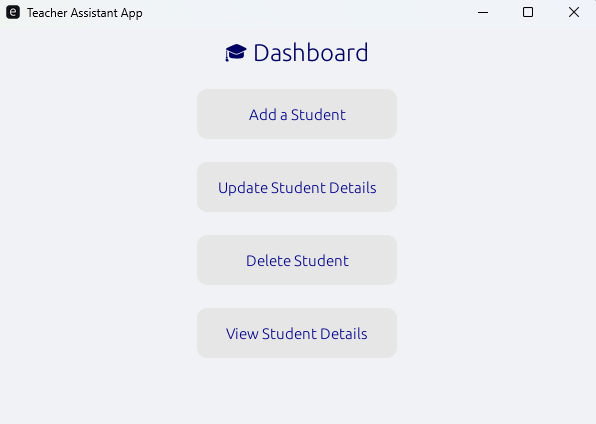 e Teacher Assistant App
🎓 Dashboard
Add a Student
Update Student Details
Delete Student
View Student Details